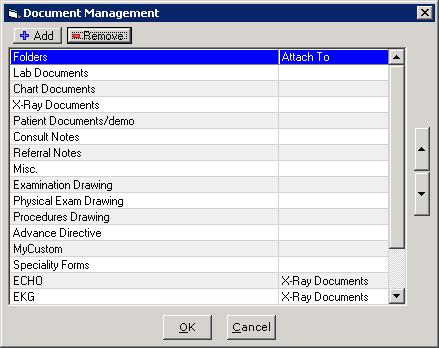 Document Management
Add Remove
Folders Attach To
Lab Documents
Chart Documents
X-Ray Documents
Patient Documents/demo
Consult Notes
Referral Notes
Misc.
Examination Drawing
Physical Exam Drawing
Procedures Drawing
Advance Directive
MyCustom
Speciality Forms
ECHO X-Ray Documents
EKG X-Ray Documents
OK Cancel